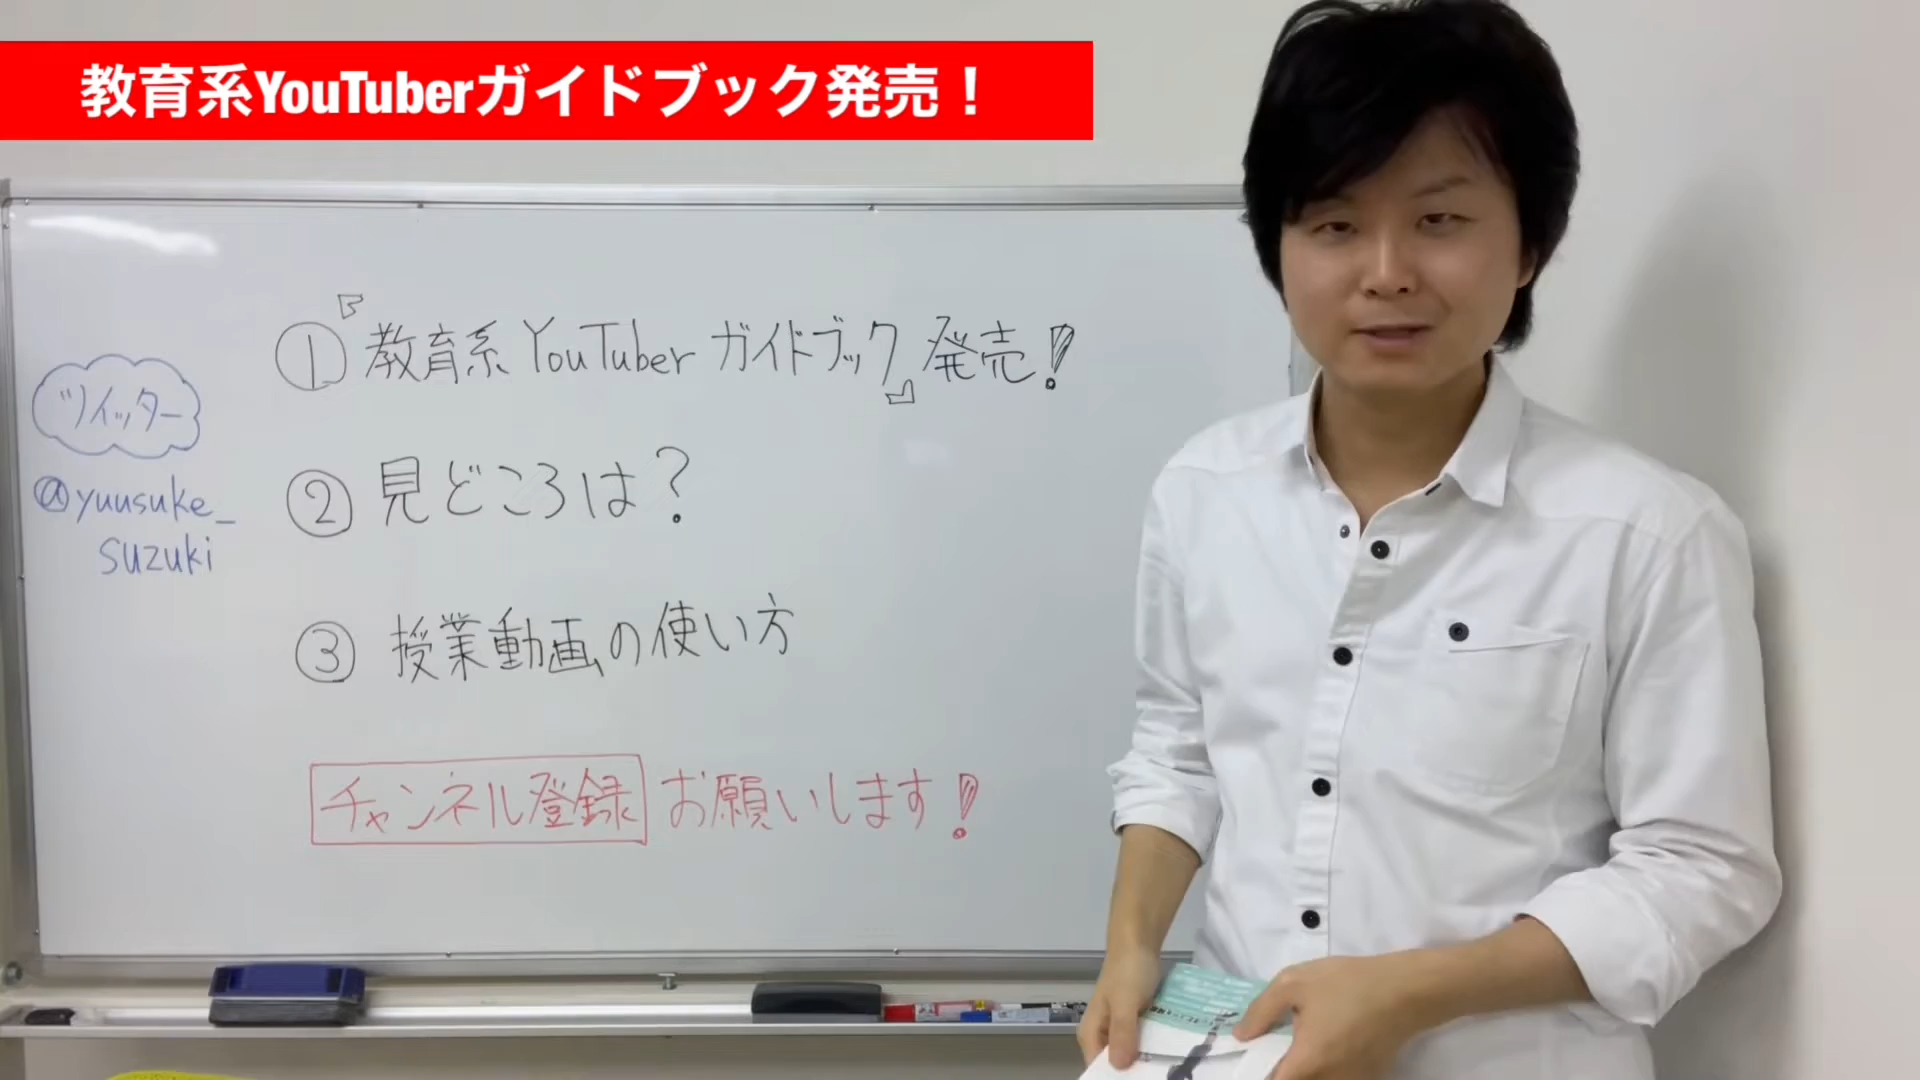 教育系YouTuberガイドブック発売！
①『教育系YouTuberガイドブック』発売！
②見どころは？
③授業動画の使い方
チャンネル登録お願いします！
ツイッター
@yuusuke_
suzuki